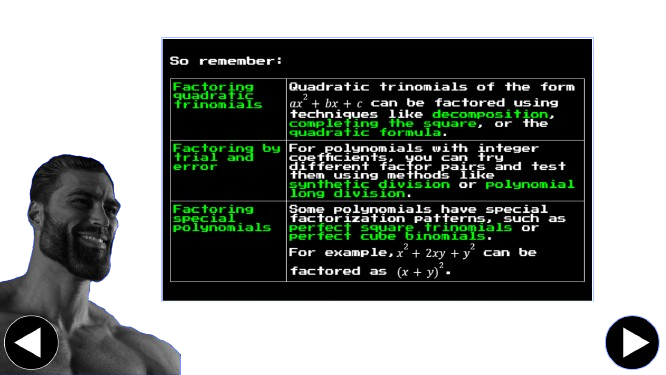 So remember:
Factoring
quadratic
trinomials
Quadratic trinomials of the form
ax² + bx + c can be factored using
techniques like decomposition,
completing the square, or the
quadratic formula.
Factoring by
trial and
error
For polynomials with integer
coefficients, you can try
different factor pairs and test
them using methods like
synthetic division or polynomial
long division.
Factoring
special
polynomials
Some polynomials have special
factorization patterns, such as
perfect square trinomials or
perfect cube binomials.
For example, x² + 2xy + y² can be
factored as (x + y)².